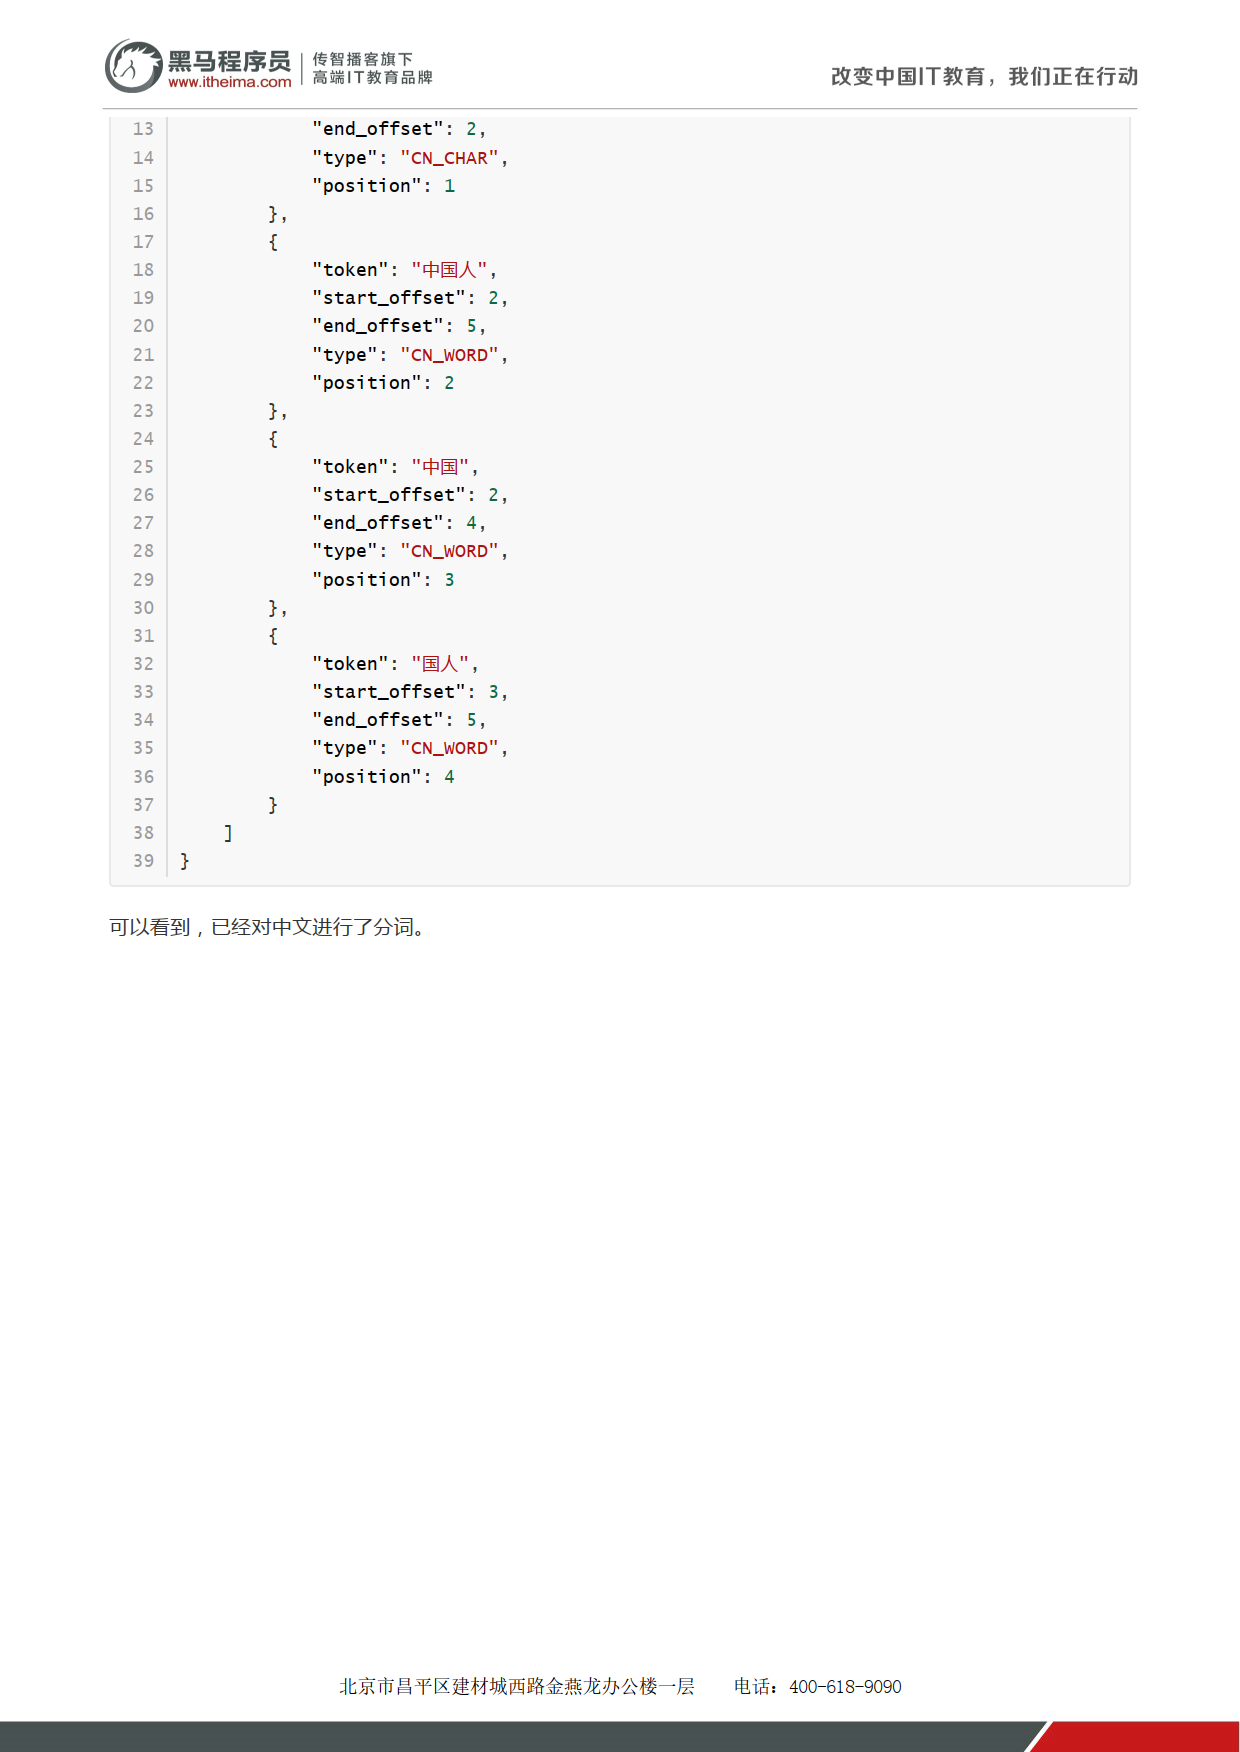 黑马程序员
www.itheima.com
传智播客旗下
高端IT教育品牌
改变中国IT教育，我们正在行动
13 "end_offset": 2,
14 "type": "CN_CHAR",
15 "position": 1
16 },
17 {
18 "token": "中国人",
19 "start_offset": 2,
20 "end_offset": 5,
21 "type": "CN_WORD",
22 "position": 2
23 },
24 {
25 "token": "中国",
26 "start_offset": 2,
27 "end_offset": 4,
28 "type": "CN_WORD",
29 "position": 3
30 },
31 {
32 "token": "国人",
33 "start_offset": 3,
34 "end_offset": 5,
35 "type": "CN_WORD",
36 "position": 4
37 }
38 ]
39 }
可以看到，已经对中文进行了分词。
北京市昌平区建材城西路金燕龙办公楼一层 电话：400-618-9090